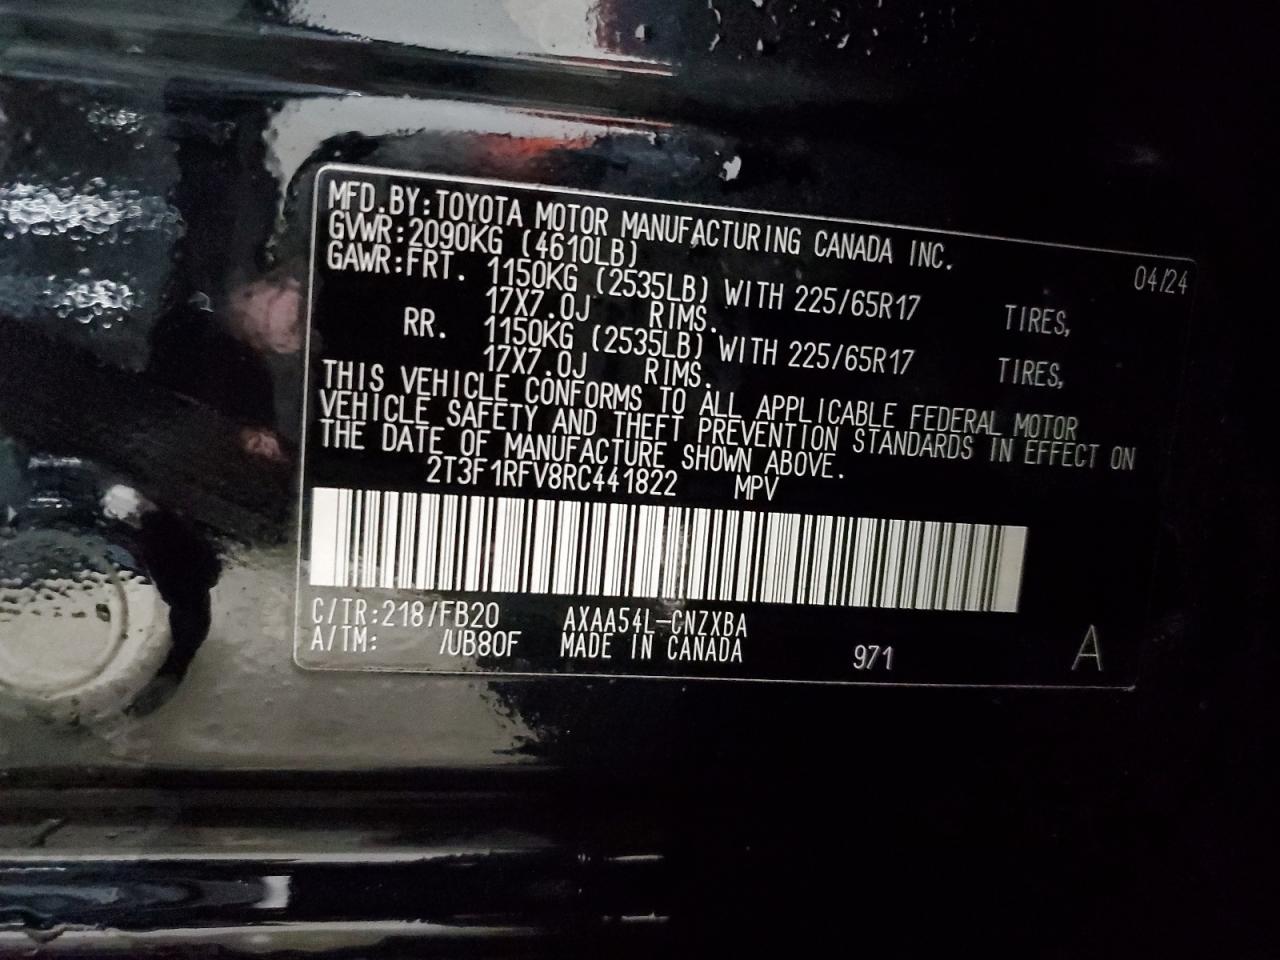 MFD.BY:TOYOTA MOTOR MANUFACTURING CANADA INC. 04/24
GVWR:2090KG (4610LB)
GAWR:FRT. 1150KG (2535LB) WITH 225/65R17 TIRES,
17X7.0J RIMS.
RR. 1150KG (2535LB) WITH 225/65R17 TIRES,
17X7.0J RIMS.
THIS VEHICLE CONFORMS TO ALL APPLICABLE FEDERAL MOTOR
VEHICLE SAFETY AND THEFT PREVENTION STANDARDS IN EFFECT ON
THE DATE OF MANUFACTURE SHOWN ABOVE.
2T3F1RFV8RC441822 MPV
C/TR:218/FB20 AXAA54L-CNZXBA
A/TM: /UB80F MADE IN CANADA 971 A